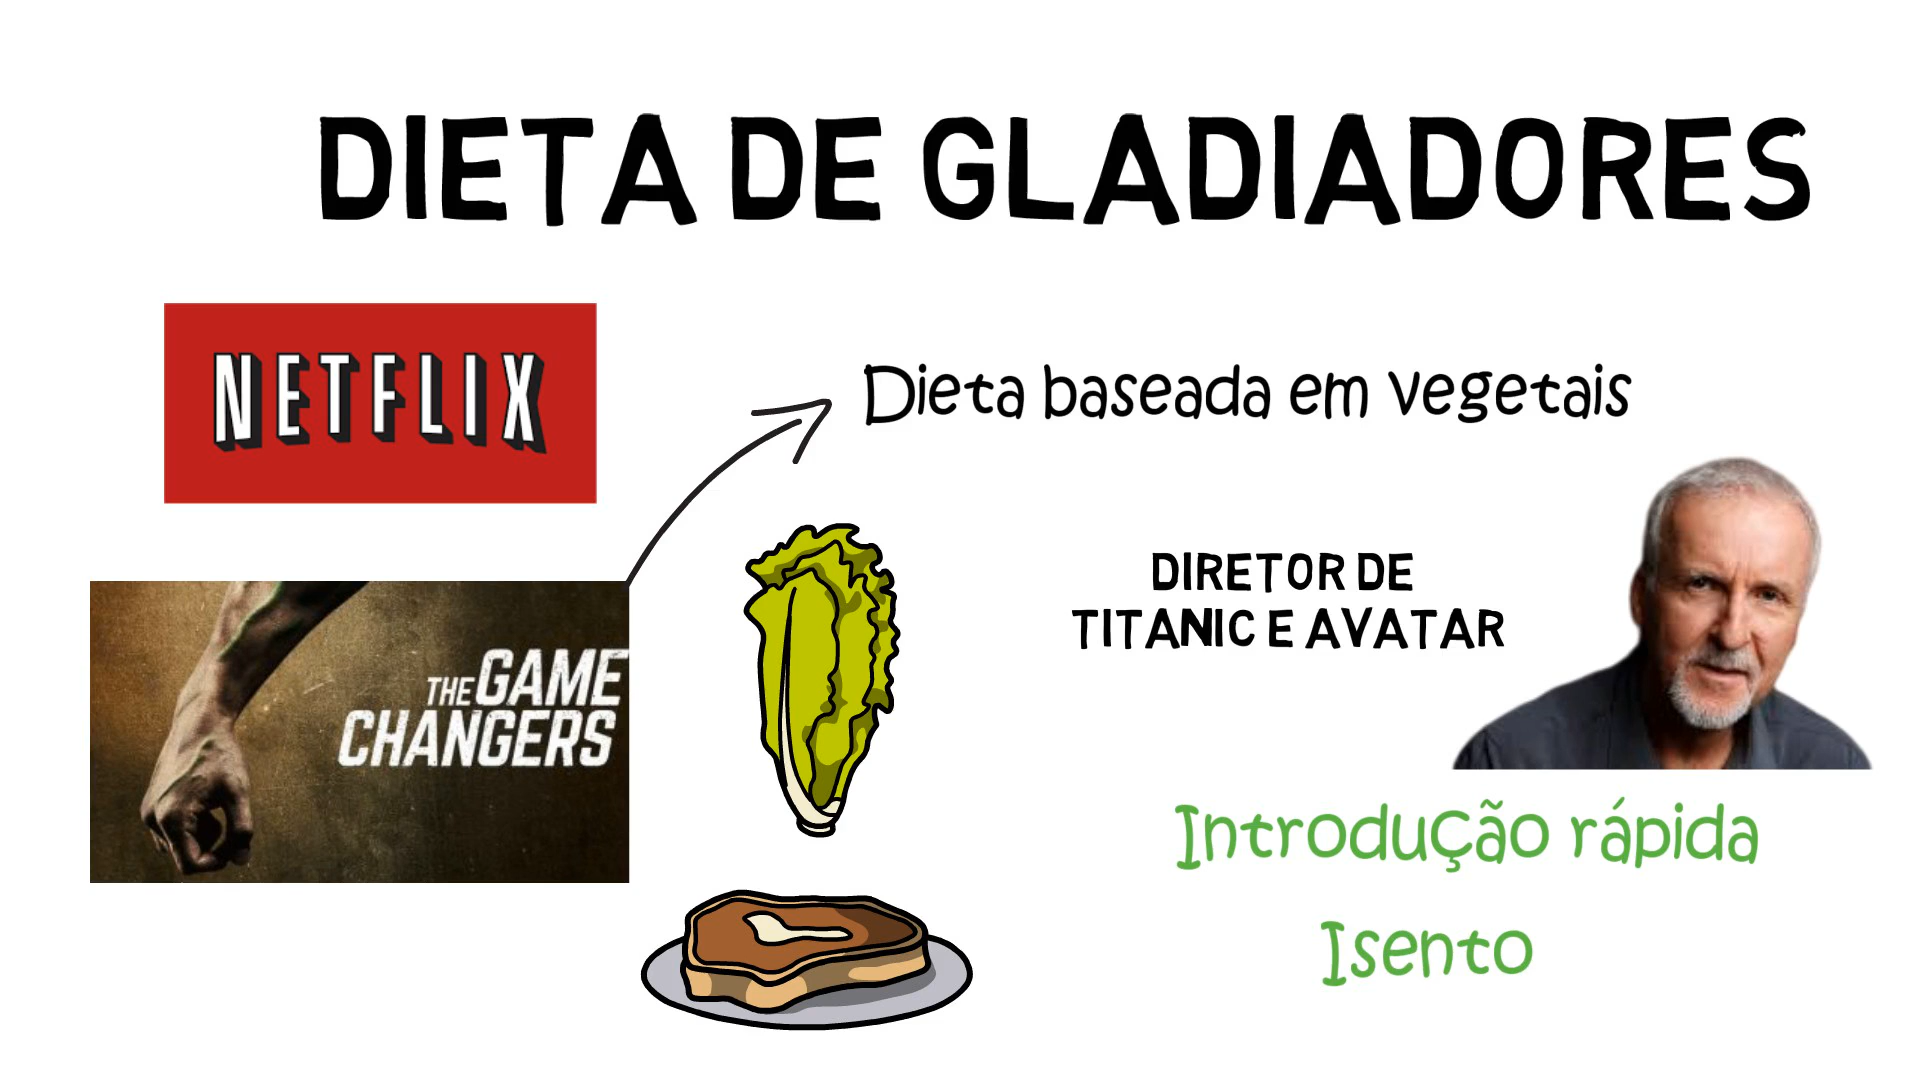 DIETA DE GLADIADORES
NETFLIX
Dieta baseada em vegetais
DIRETOR DE
TITANIC E AVATAR
THE GAME
CHANGERS
Introdução rápida
Isento